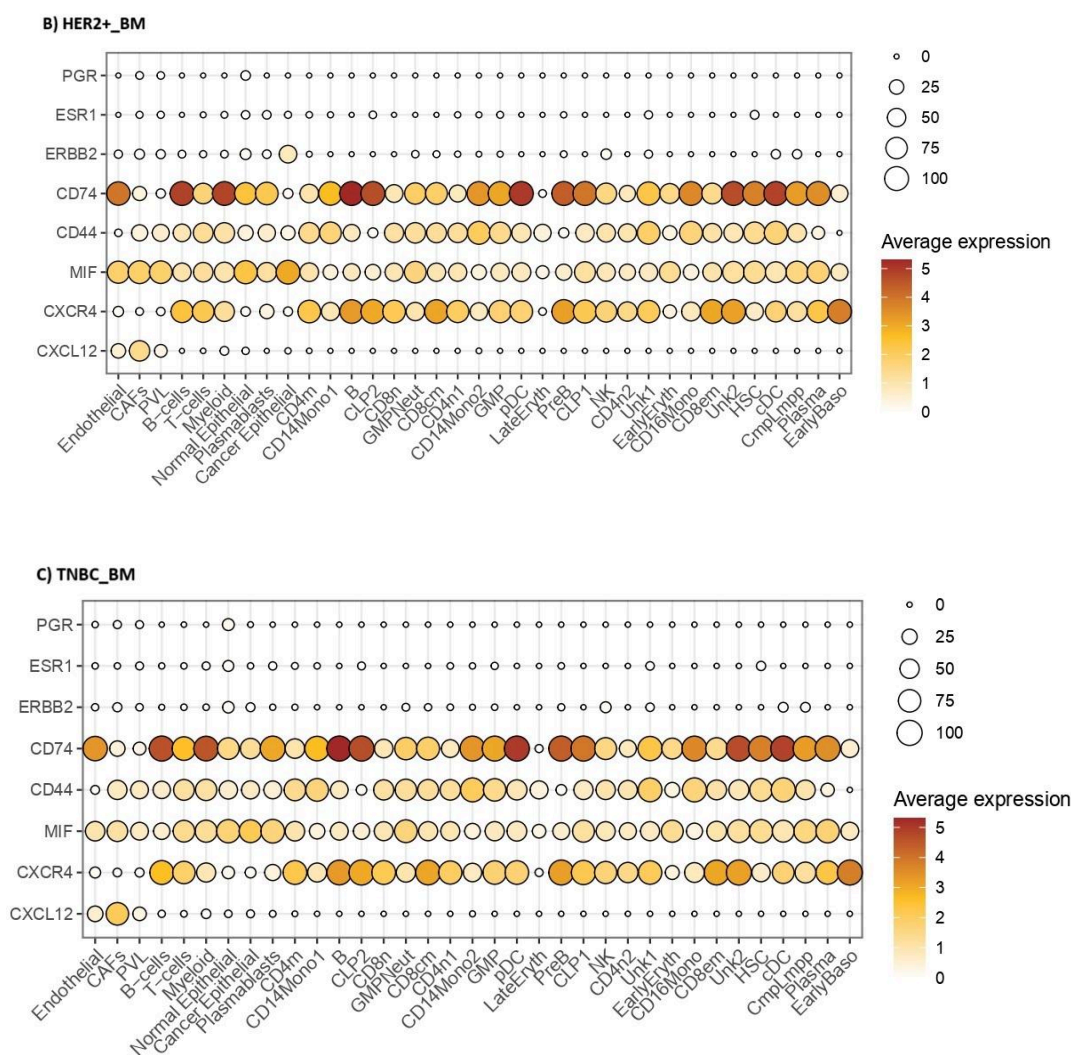 B) HER2+_BM
PGR
ESR1
ERBB2
CD74
CD44
MIF
CXCR4
CXCL12
Endothelial
CAFs
PVL
B-cells
T-cells
Myeloid
Normal Epithelial
Plasmablasts
Cancer Epithelial
CD4m
CD14Mono1
B
CLP2
CD8n
GMPNeut
CD8cm
CD4n1
CD14Mono2
GMP
pDC
LateEryth
PreB
CLP1
NK
CD4n2
Unk1
EarlyEryth
CD16Mono
CD8em
Unk2
HSC
cDC
CmpLmpp
Plasma
EarlyBaso
0
25
50
75
100
Average expression
5
4
3
2
1
0
C) TNBC_BM
PGR
ESR1
ERBB2
CD74
CD44
MIF
CXCR4
CXCL12
Endothelial
CAFs
PVL
B-cells
T-cells
Myeloid
Normal Epithelial
Cancer Epithelial
Plasmablasts
CD4m
CD14Mono1
B
CLP2
CD8n
GMPNeut
CD8cm
CD4n1
CD14Mono2
GMP
pDC
LateEryth
PreB
CLP1
NK
CD4n2
Unk1
EarlyEryth
CD16Mono
CD8em
Unk2
HSC
cDC
CmpLmpp
Plasma
EarlyBaso
0
25
50
75
100
Average expression
5
4
3
2
1
0